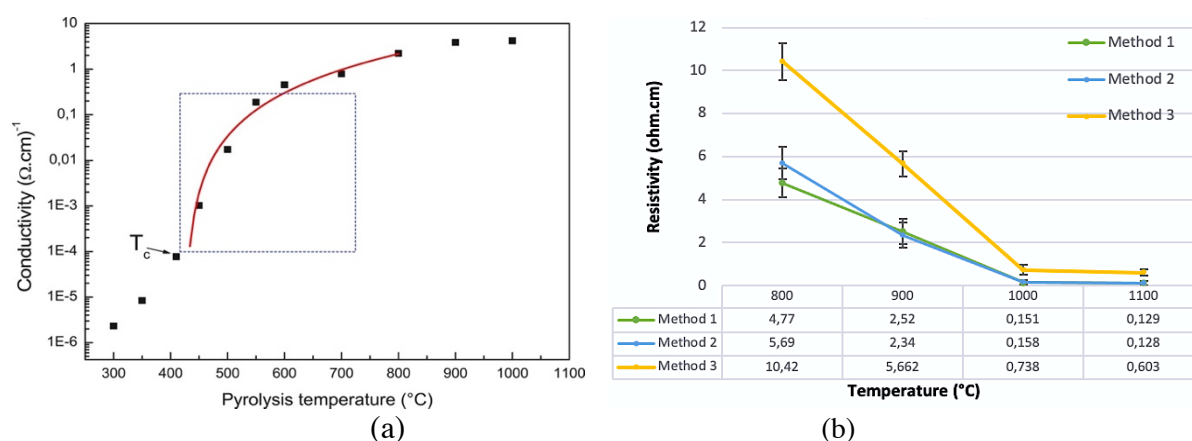 Conductivity (Ω.cm)⁻¹
10
1
0,1
0,01
1E-3
1E-4
1E-5
1E-6
T_c
300 400 500 600 700 800 900 1000 1100
Pyrolysis temperature (°C)
(a)
Resistivity (ohm.cm)
12
10
8
6
4
2
0
Method 1
Method 2
Method 3
800 900 1000 1100
Method 1 4,77 2,52 0,151 0,129
Method 2 5,69 2,34 0,158 0,128
Method 3 10,42 5,662 0,738 0,603
Temperature (°C)
(b)